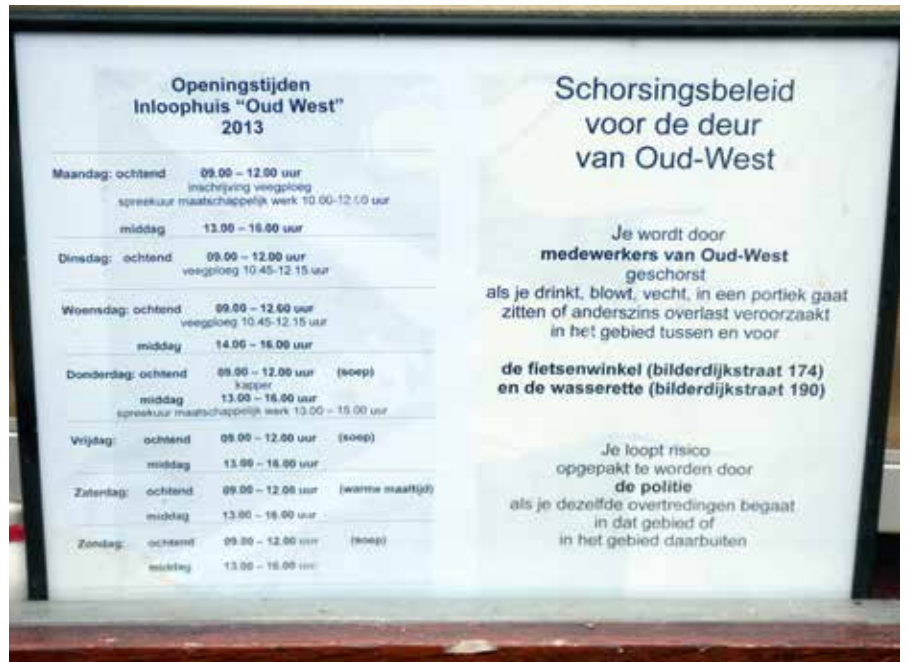 Openingstijden
Inloophuis "Oud West"
2013
Maandag: ochtend 09.00 – 12.00 uur
inschrijving veegploeg
spreekuur maatschappelijk werk 10.00-12.00 uur
middag 13.00 – 16.00 uur
Dinsdag: ochtend 09.00 – 12.00 uur
veegploeg 10.45-12.15 uur
Woensdag: ochtend 09.00 – 12.00 uur
veegploeg 10.45-12.15 uur
middag 14.00 – 16.00 uur
Donderdag: ochtend 09.00 – 12.00 uur (soep)
kapper
middag 13.00 – 16.00 uur
spreekuur maatschappelijk werk 13.00 – 15.00 uur
Vrijdag: ochtend 09.00 – 12.00 uur (soep)
middag 13.00 – 16.00 uur
Zaterdag: ochtend 09.00 – 12.00 uur (warme maaltijd)
middag 13.00 – 16.00 uur
Zondag: ochtend 09.00 – 12.00 uur (soep)
middag 13.00 – 16.00 uur
Schorsingsbeleid
voor de deur
van Oud-West
Je wordt door
medewerkers van Oud-West
geschorst
als je drinkt, blowt, vecht, in een portiek gaat
zitten of anderszins overlast veroorzaakt
in het gebied tussen en voor
de fietsenwinkel (bilderdijkstraat 174)
en de wasserette (bilderdijkstraat 190)
Je loopt risico
opgepakt te worden door
de politie
als je dezelfde overtredingen begaat
in dat gebied of
in het gebied daarbuiten